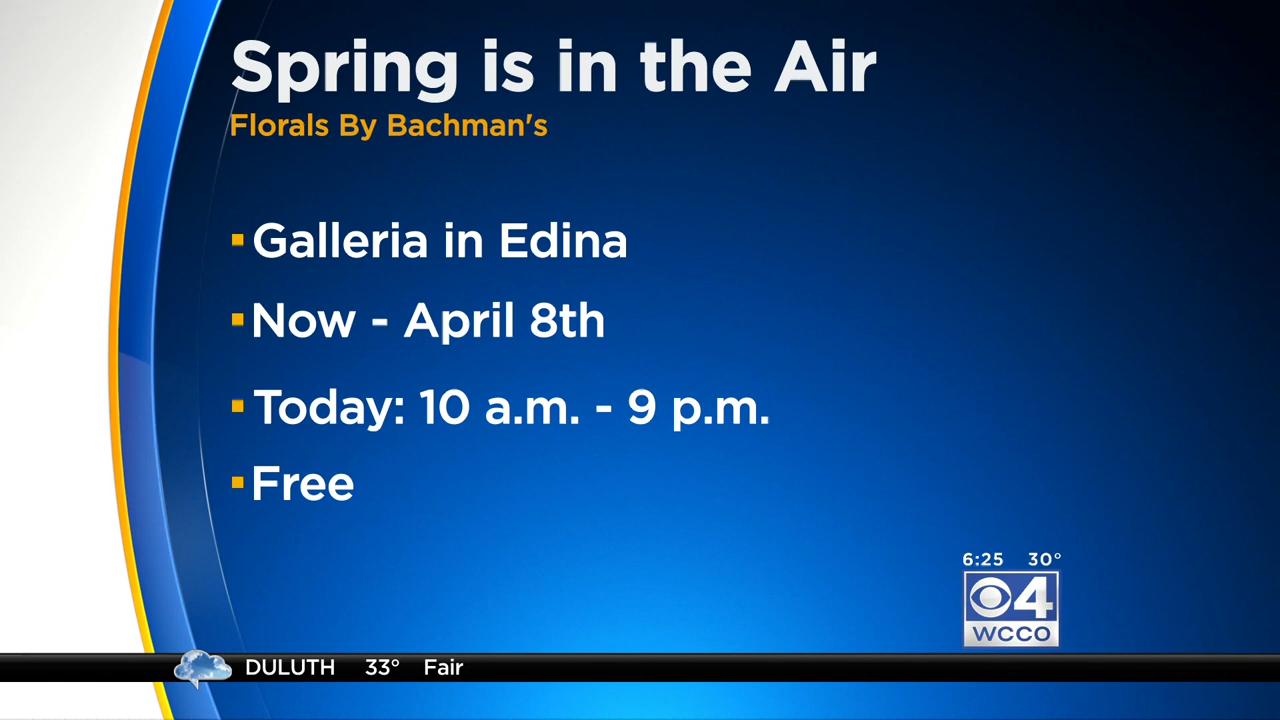 Spring is in the Air
Florals By Bachman's
Galleria in Edina
Now - April 8th
Today: 10 a.m. - 9 p.m.
Free
6:25 30°
4
WCCO
DULUTH 33° Fair